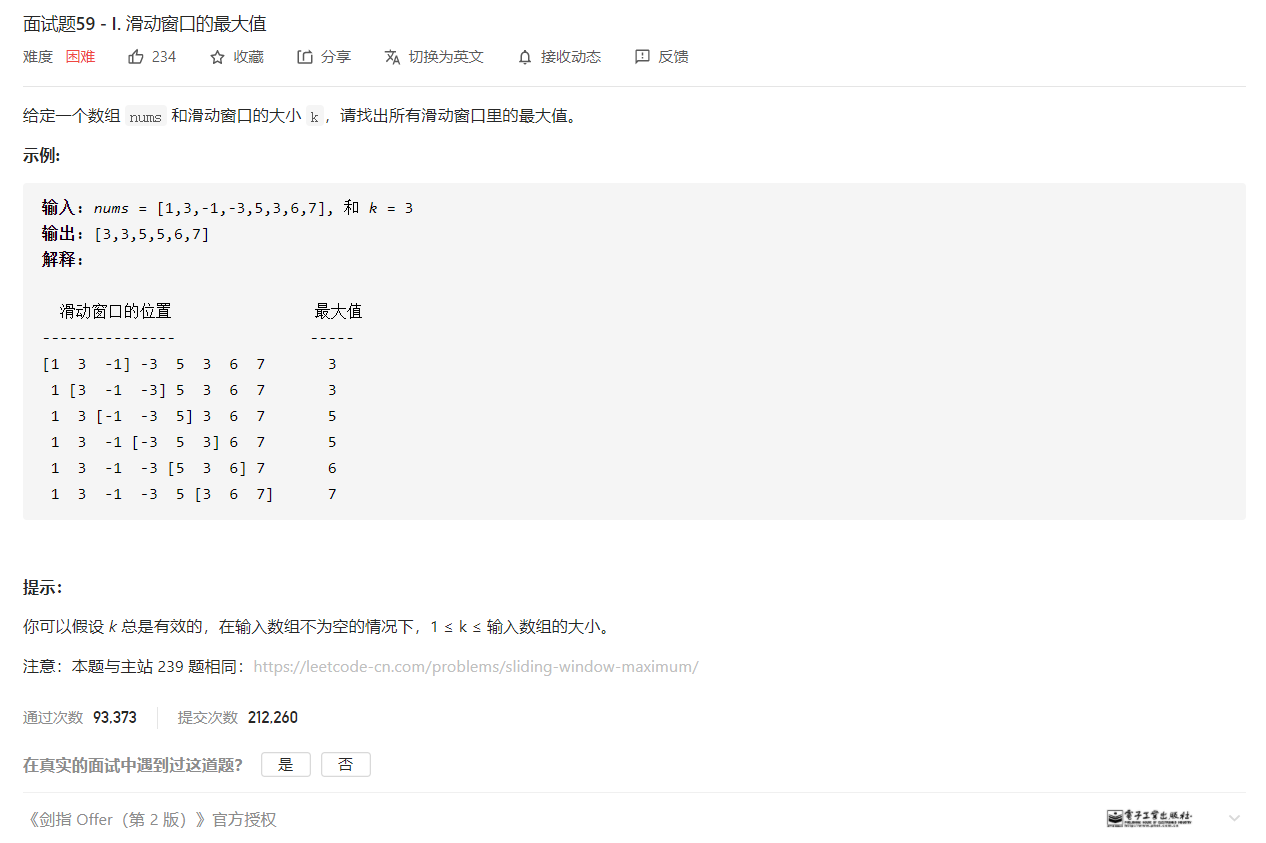 面试题59 - I. 滑动窗口的最大值
难度 困难 234 收藏 分享 切换为英文 接收动态 反馈
给定一个数组 nums 和滑动窗口的大小 k，请找出所有滑动窗口里的最大值。
示例:
输入: nums = [1,3,-1,-3,5,3,6,7], 和 k = 3
输出: [3,3,5,5,6,7]
解释:
滑动窗口的位置 最大值
--------------- -----
[1 3 -1] -3 5 3 6 7 3
1 [3 -1 -3] 5 3 6 7 3
1 3 [-1 -3 5] 3 6 7 5
1 3 -1 [-3 5 3] 6 7 5
1 3 -1 -3 [5 3 6] 7 6
1 3 -1 -3 5 [3 6 7] 7
提示：
你可以假设 k 总是有效的，在输入数组不为空的情况下，1 ≤ k ≤ 输入数组的大小。
注意：本题与主站 239 题相同：https://leetcode-cn.com/problems/sliding-window-maximum/
通过次数 93,373 提交次数 212,260
在真实的面试中遇到过这道题? 是 否
《剑指 Offer（第 2 版）》官方授权 电子工业出版社